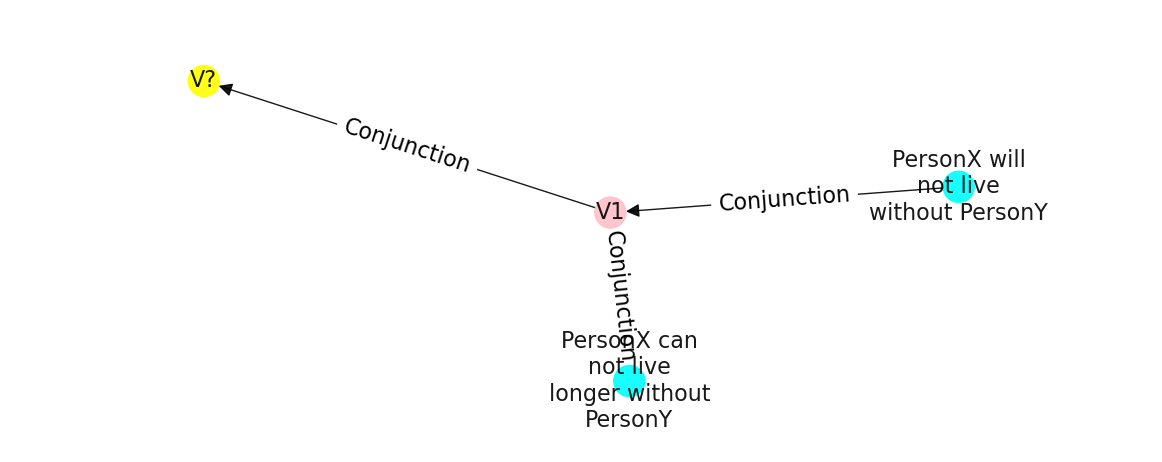 V?
Conjunction
PersonX will
not live
without PersonY
Conjunction
V1
Conjunction
PersonX can
not live
longer without
PersonY